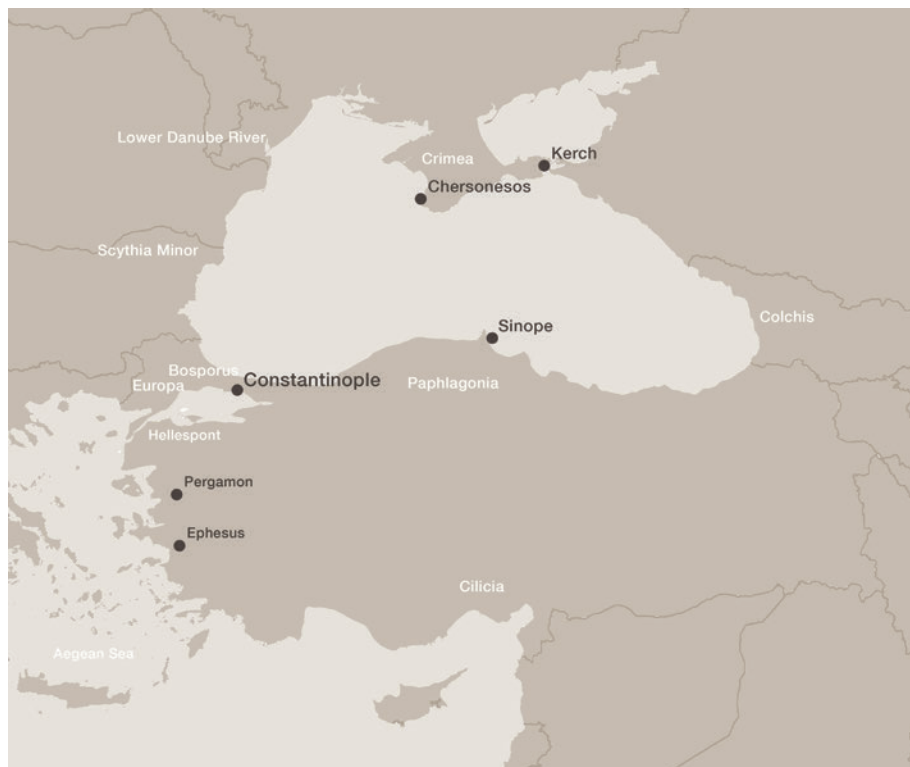 Lower Danube River
Crimea
Kerch
Chersonesos
Scythia Minor
Colchis
Sinope
Bosporus
Constantinople
Europa
Paphlagonia
Hellespont
Pergamon
Ephesus
Cilicia
Aegean Sea